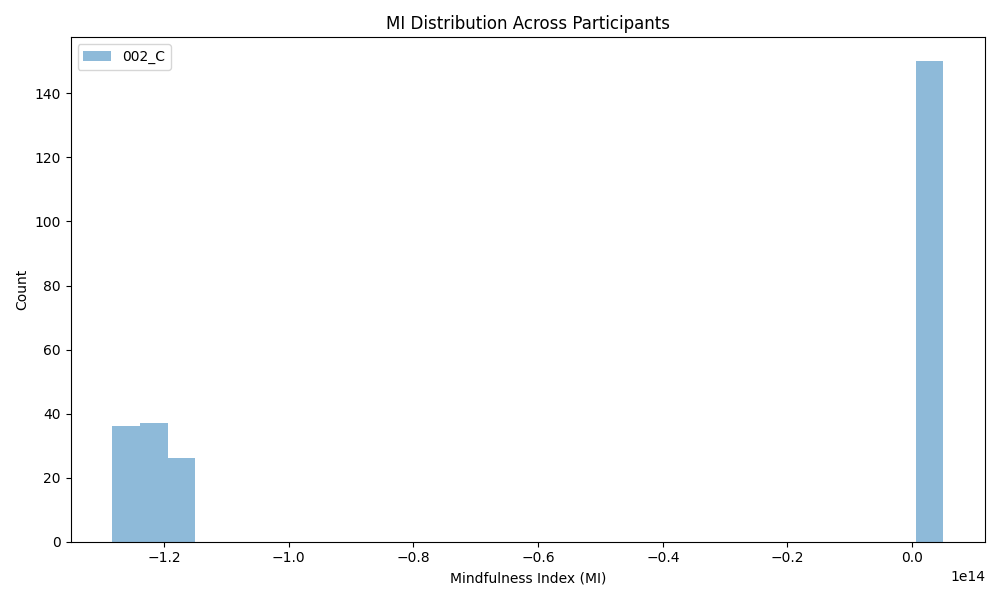 MI Distribution Across Participants
002_C
140
120
100
80
60
40
20
0
Count
−1.2 −1.0 −0.8 −0.6 −0.4 −0.2 0.0
1e14
Mindfulness Index (MI)